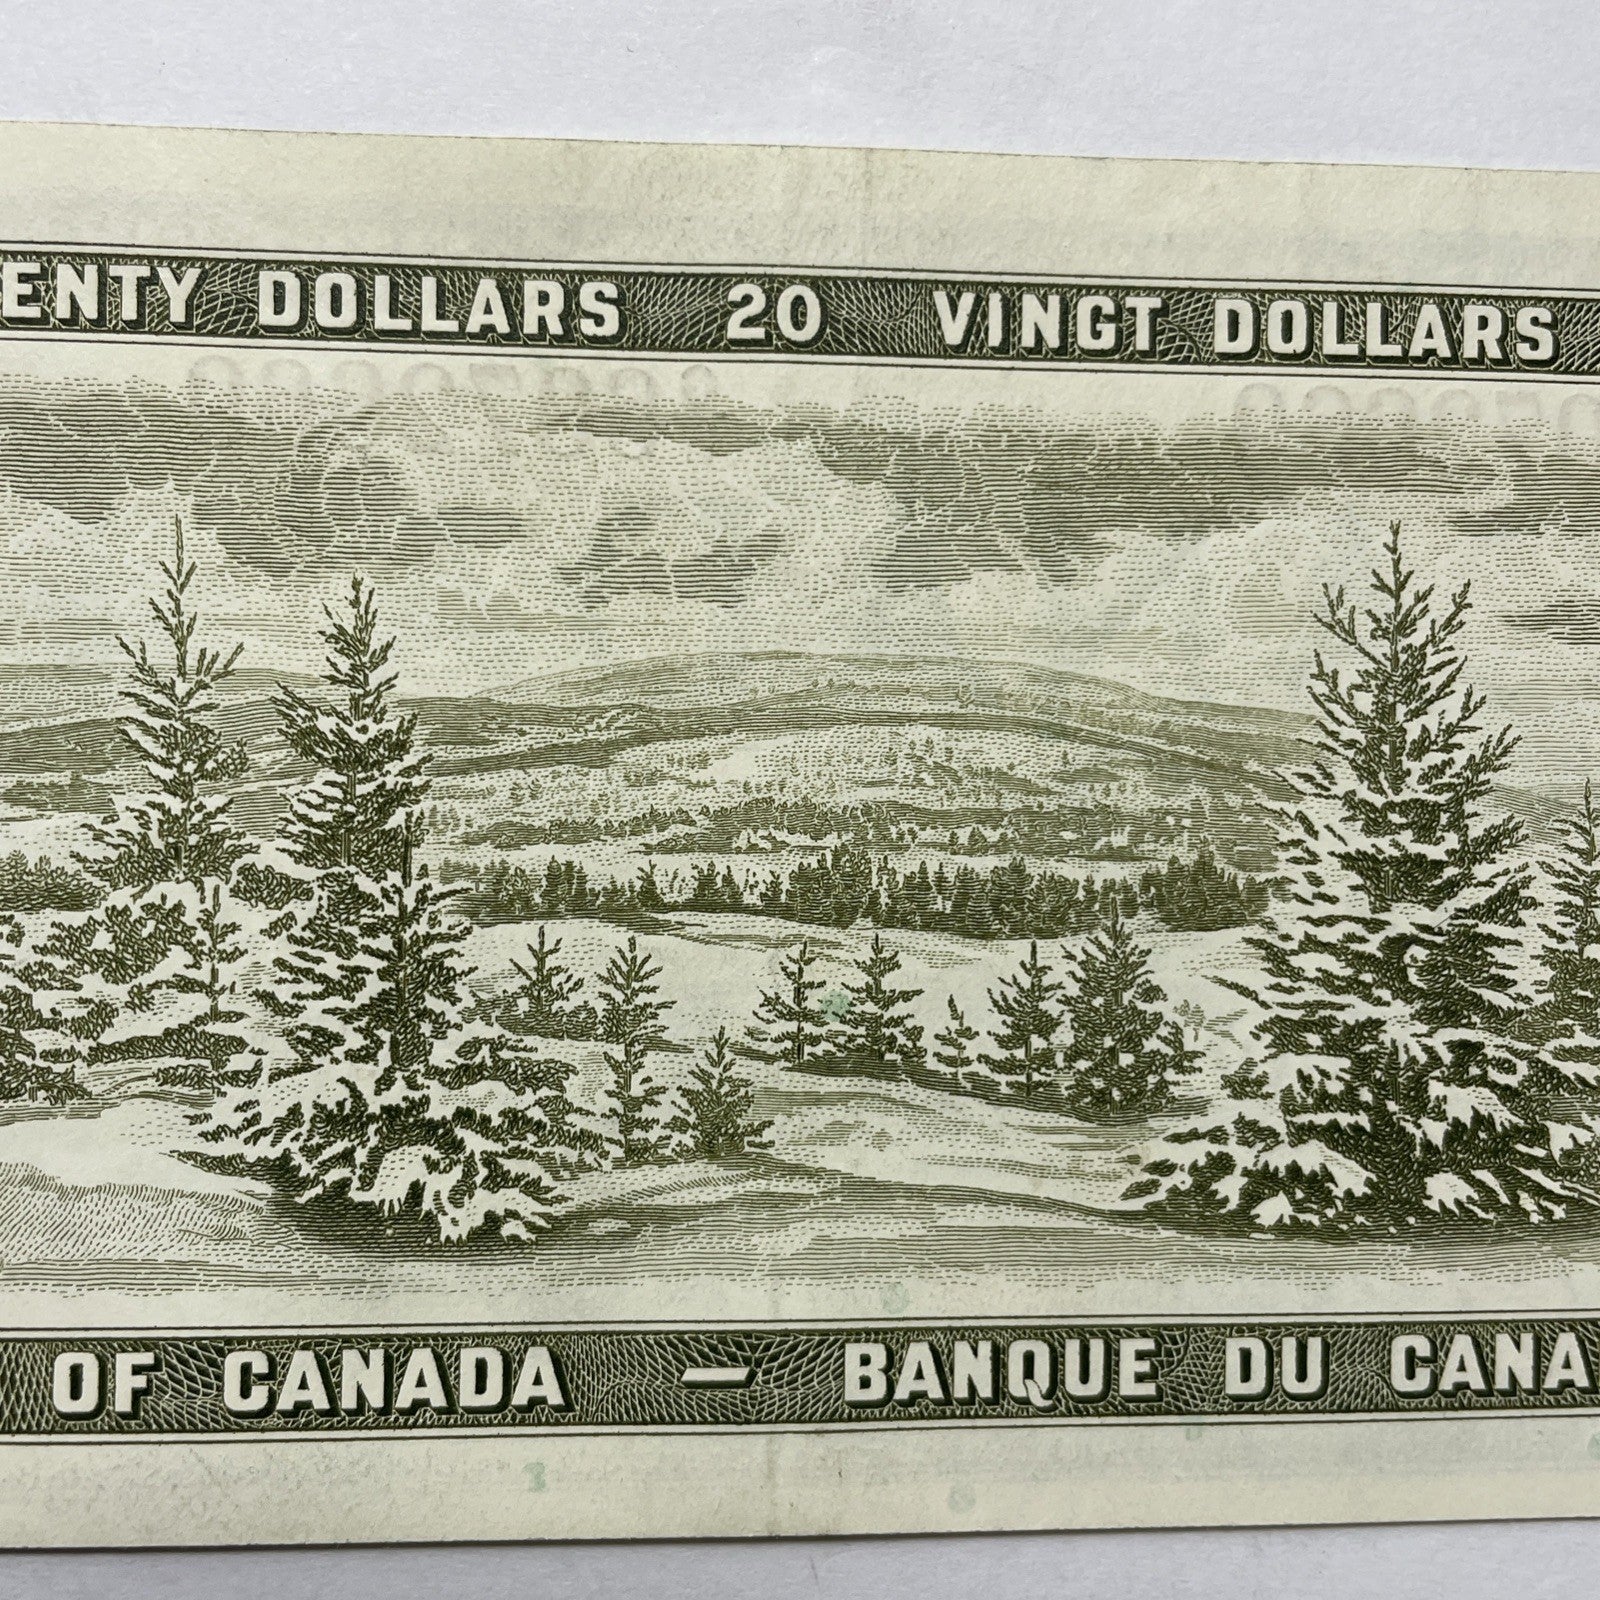 ENTY DOLLARS 20 VINGT DOLLARS
OF CANADA — BANQUE DU CANA